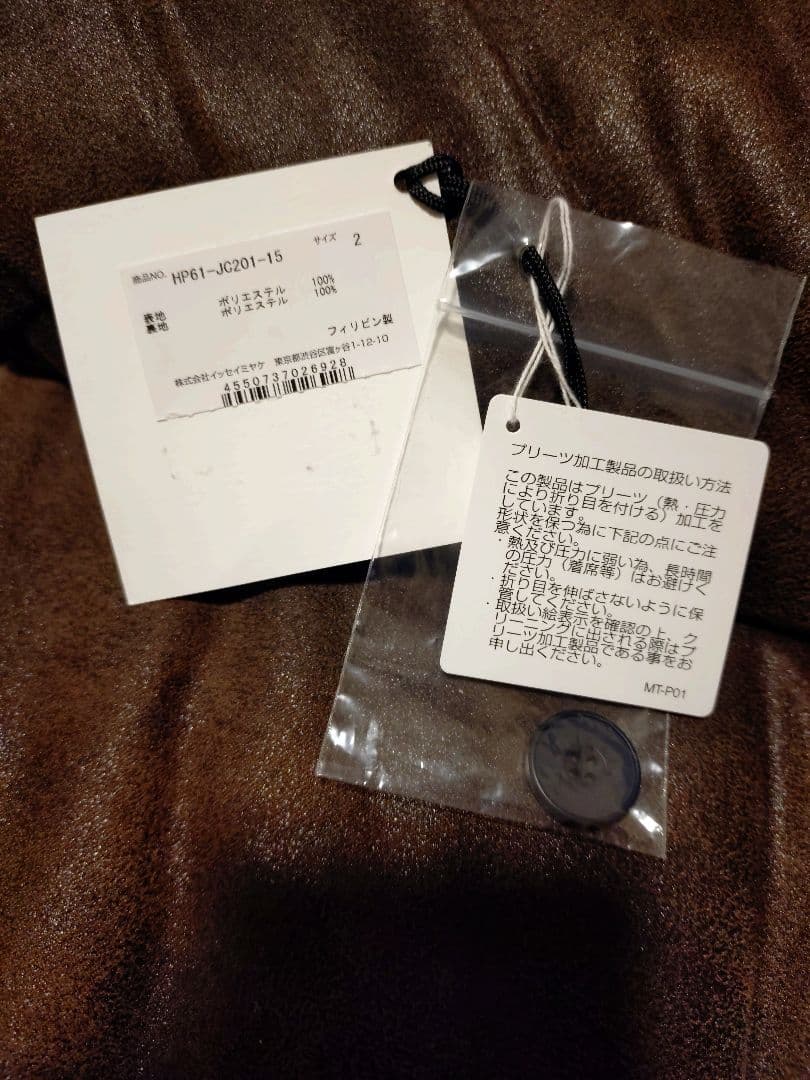 商品NO. HP61-JC201-15 サイズ 2
表地 ポリエステル 100%
裏地 ポリエステル 100%
フィリピン製
株式会社イッセイミヤケ 東京都渋谷区富ヶ谷1-12-10
4550737026928
プリーツ加工製品の取扱い方法
この製品はプリーツ（熱・圧力
により折り目を付ける）加工を
しています。
形状を保つ為に下記の点にご注
意ください。
・熱及び圧力に弱い為、長時間
の圧力（着席等）はお避けく
ださい。
・折り目を伸ばさないように保
管してください。
・取扱い絵表示を確認の上、ク
リーニングに出される際はプ
リーツ加工製品である事をお
申し出ください。
MT-P01